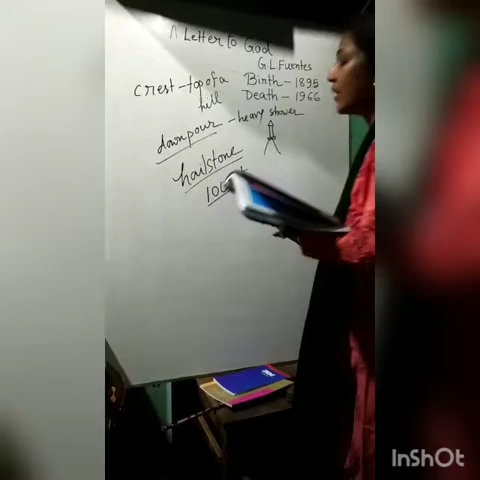 A Letter to God
G L Fuentes
crest - top of a hill
Birth - 1895
Death - 1966
downpour - heavy shower
hailstone
InShOt